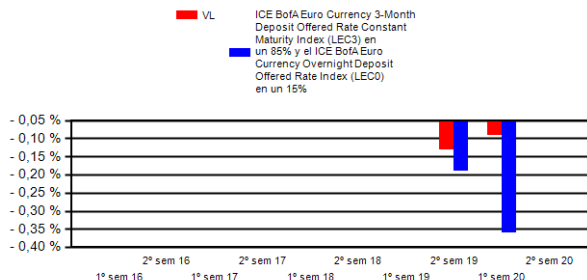 VL
ICE BofA Euro Currency 3-Month
Deposit Offered Rate Constant
Maturity Index (LEC3) en
un 85% y el ICE BofA Euro
Currency Overnight Deposit
Offered Rate Index (LEC0)
en un 15%
- 0,05 %
- 0,10 %
- 0,15 %
- 0,20 %
- 0,25 %
- 0,30 %
- 0,35 %
- 0,40 %
2º sem 16 2º sem 17 2º sem 18 2º sem 19 2º sem 20
1º sem 16 1º sem 17 1º sem 18 1º sem 19 1º sem 20